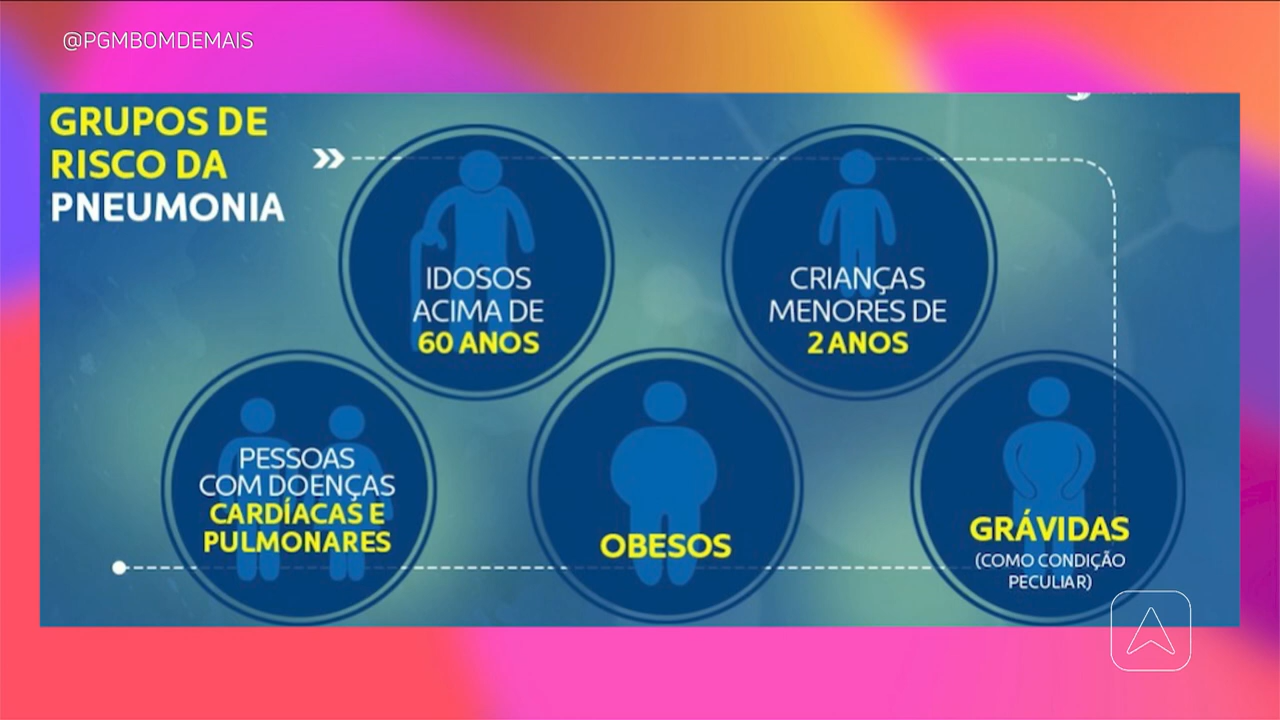 @PGMBOMDEMAIS
GRUPOS DE
RISCO DA
PNEUMONIA
IDOSOS
ACIMA DE
60 ANOS
CRIANÇAS
MENORES DE
2 ANOS
PESSOAS
COM DOENÇAS
CARDÍACAS E
PULMONARES
OBESOS
GRÁVIDAS
(COMO CONDIÇÃO
PECULIAR)